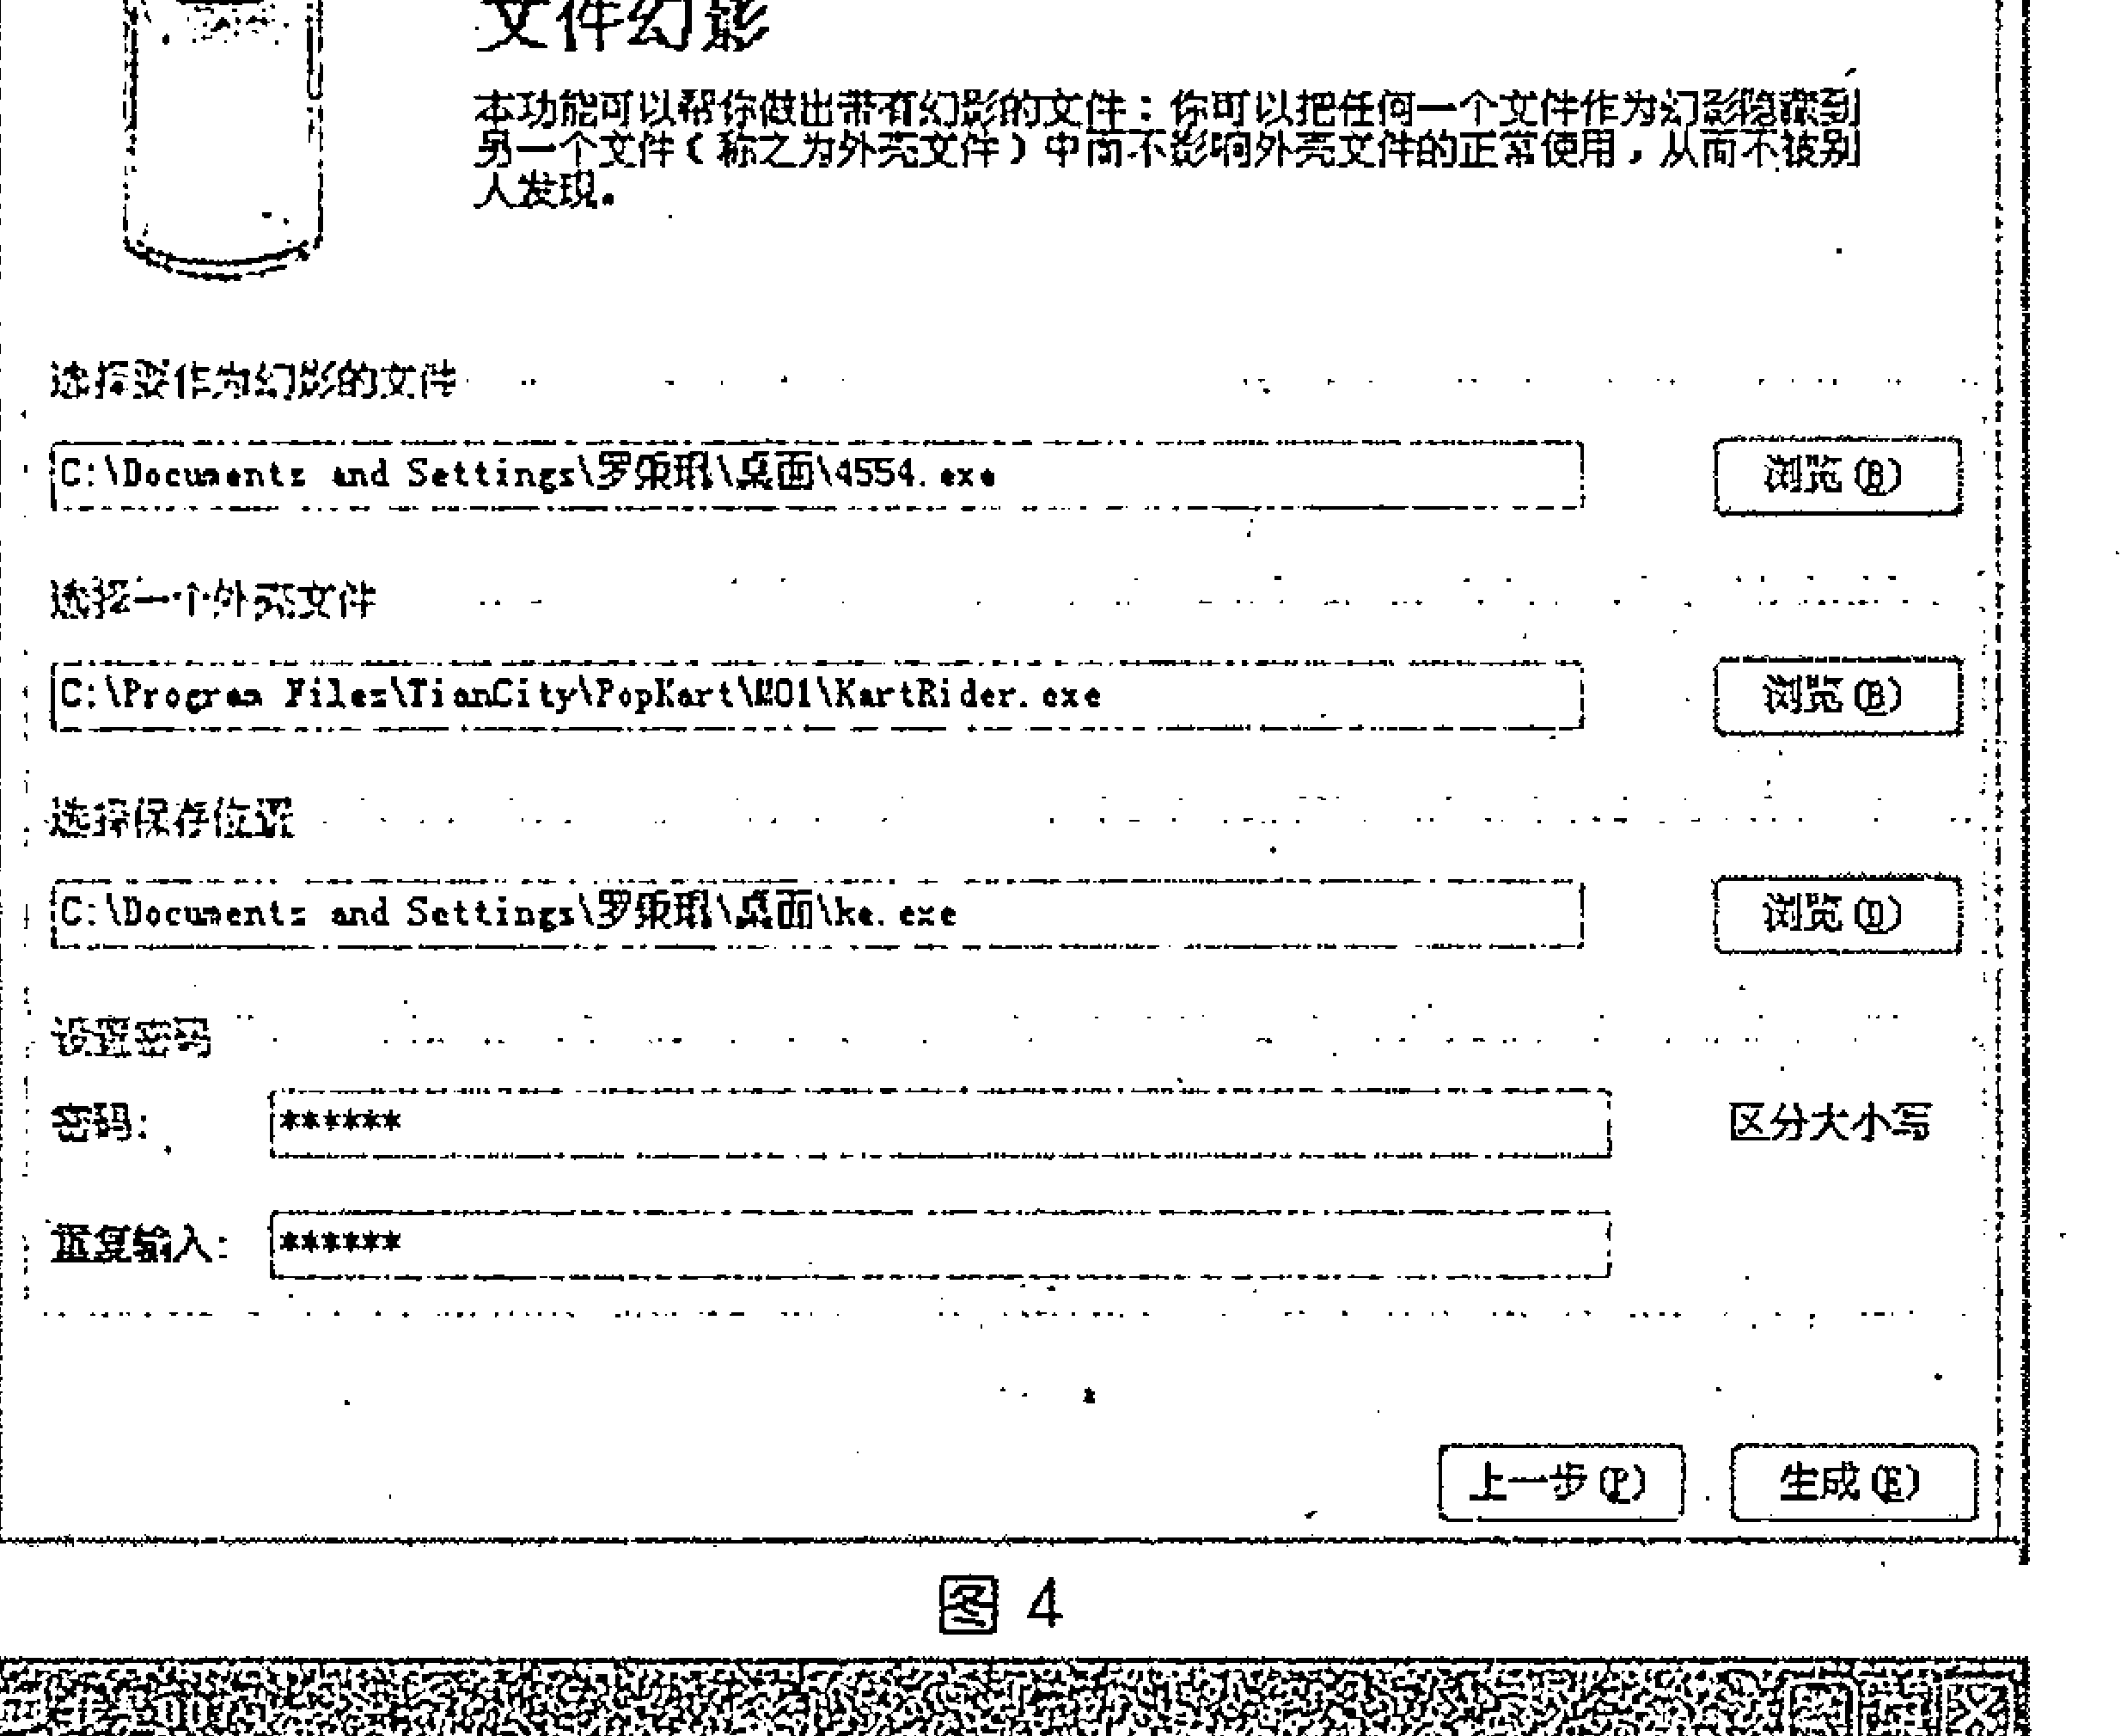 文件幻影
本功能可以帮你做出带有幻影的文件：你可以把任何一个文件作为幻影隐藏到
另一个文件（称之为外壳文件）中而不影响外壳文件的正常使用，从而不被别
人发现。
选择要作为幻影的文件
C:\Documents and Settings\罗秉琨\桌面\4554.exe
浏览(B)
选择一个外壳文件
C:\Program Files\TianCity\PopKart\M01\KartRider.exe
浏览(B)
选择保存位置
C:\Documents and Settings\罗秉琨\桌面\ke.exe
浏览(D)
设置密码
密码: ****** 区分大小写
重复输入: ******
上一步(P) 生成(E)
图 4